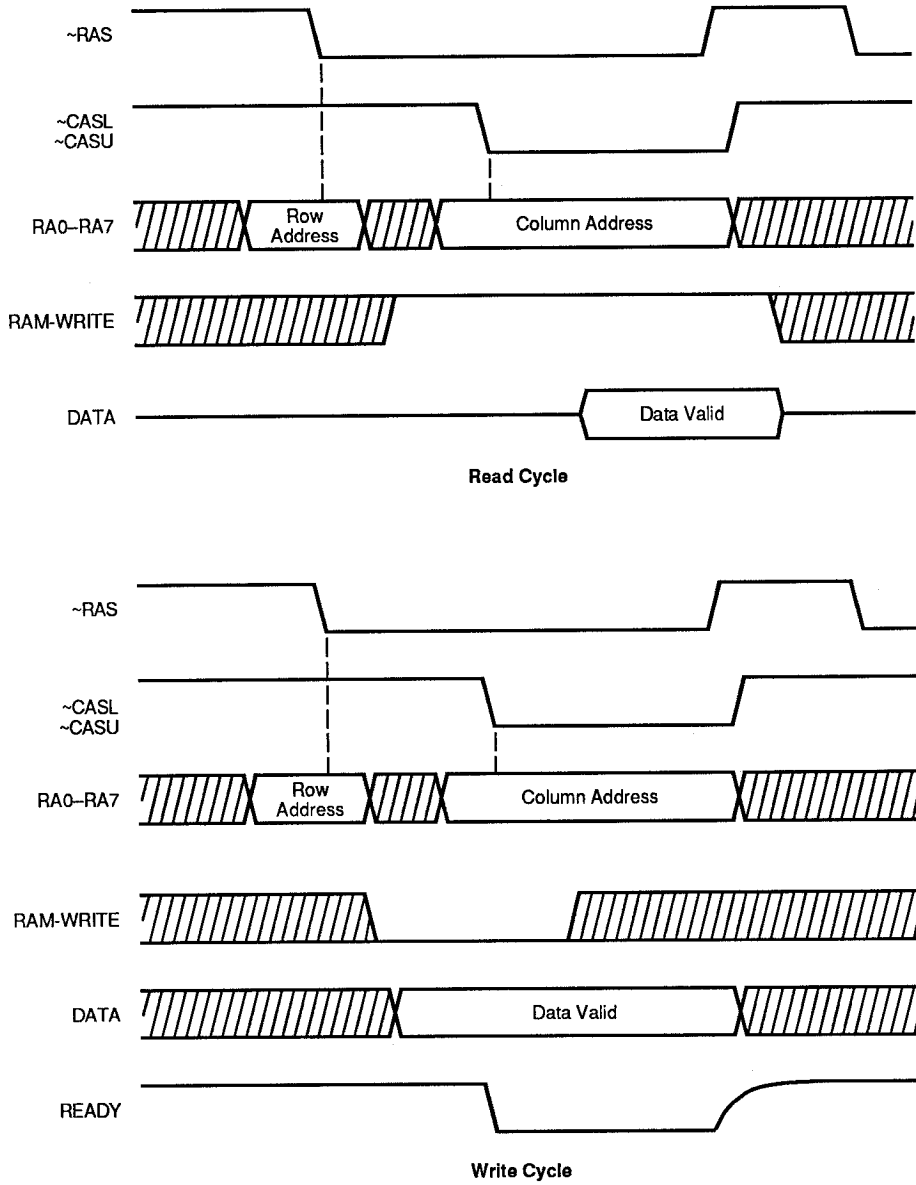 ~RAS
~CASL
~CASU
RA0–RA7
Row
Address
Column Address
RAM-WRITE
DATA
Data Valid
Read Cycle
~RAS
~CASL
~CASU
RA0–RA7
Row
Address
Column Address
RAM-WRITE
DATA
Data Valid
READY
Write Cycle